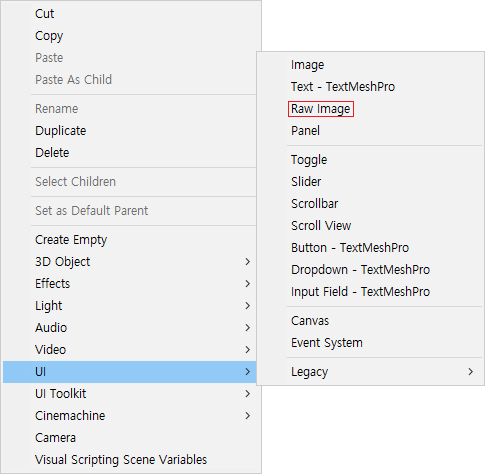 Cut
Copy
Paste
Paste As Child
Rename
Duplicate
Delete
Select Children
Set as Default Parent
Create Empty
3D Object
Effects
Light
Audio
Video
UI
UI Toolkit
Cinemachine
Camera
Visual Scripting Scene Variables
Image
Text - TextMeshPro
Raw Image
Panel
Toggle
Slider
Scrollbar
Scroll View
Button - TextMeshPro
Dropdown - TextMeshPro
Input Field - TextMeshPro
Canvas
Event System
Legacy